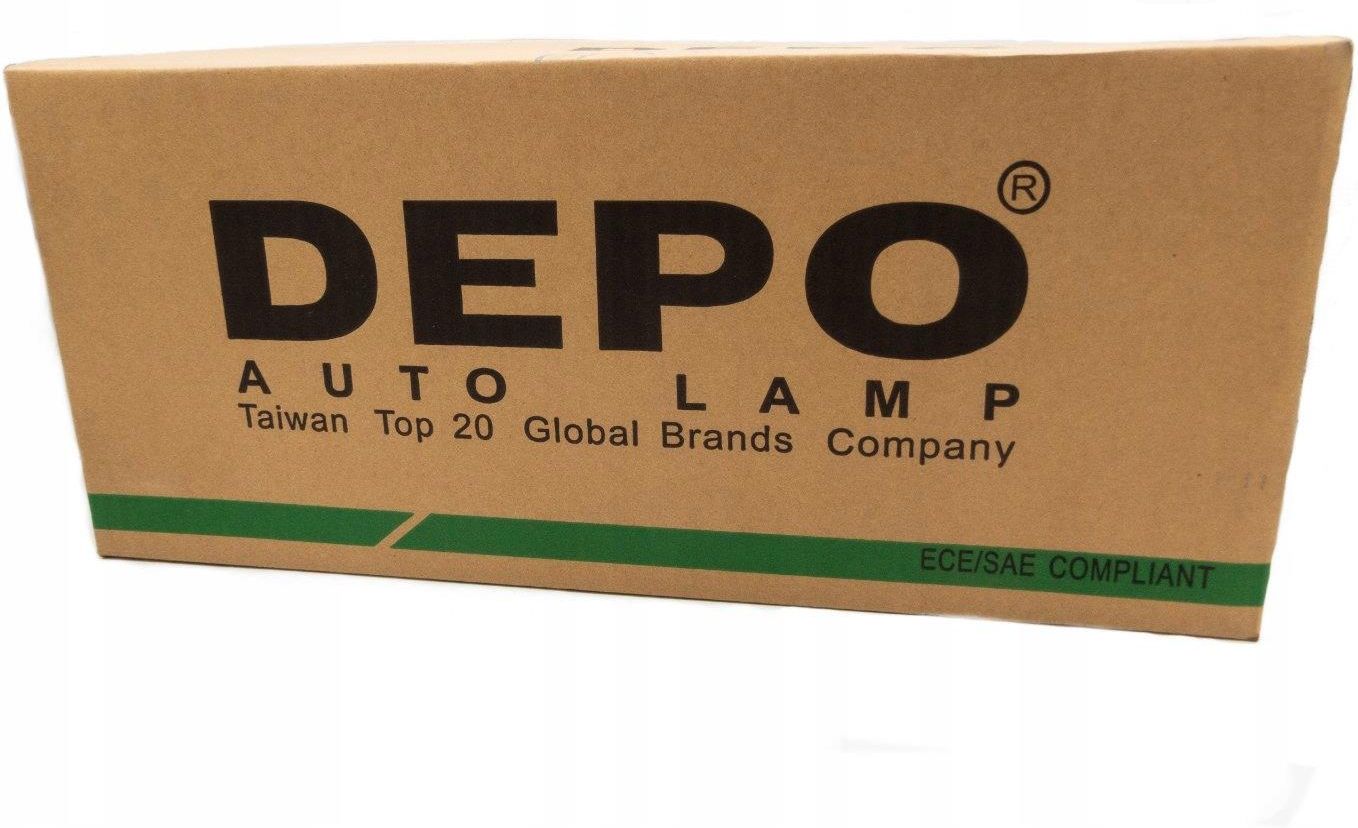 DEPO®
AUTO LAMP
Taiwan Top 20 Global Brands Company
ECE/SAE COMPLIANT